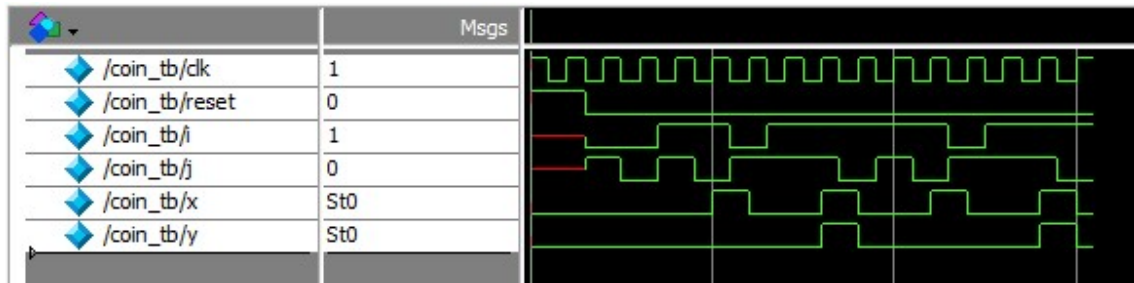 Msgs
/coin_tb/clk 1
/coin_tb/reset 0
/coin_tb/i 1
/coin_tb/j 0
/coin_tb/x St0
/coin_tb/y St0